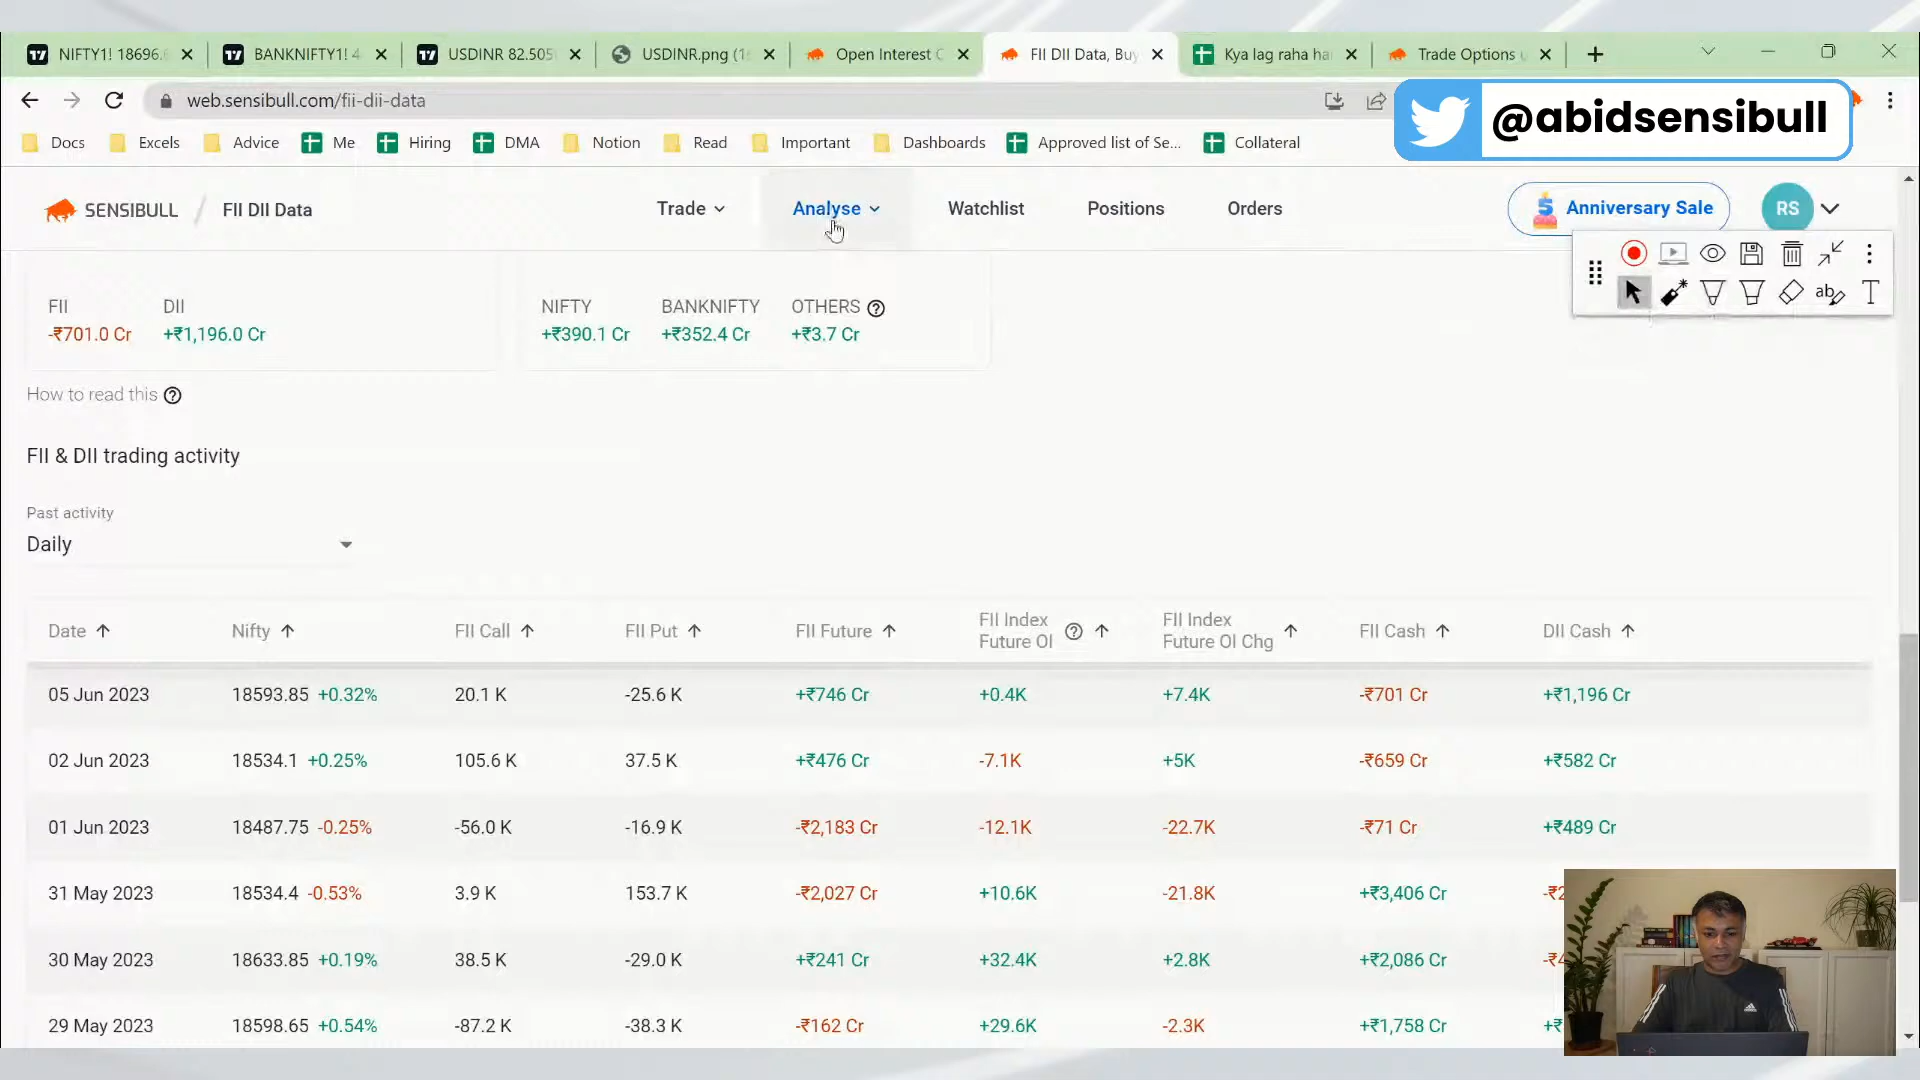 NIFTY1! 18696.
BANKNIFTY1! 4
USDINR 82.505
USDINR.png (1
Open Interest C
FII DII Data, Buy
Kya lag raha hai
Trade Options u
web.sensibull.com/fii-dii-data
@abidsensibull
Docs
Excels
Advice
Me
Hiring
DMA
Notion
Read
Important
Dashboards
Approved list of Se...
Collateral
SENSIBULL / FII DII Data
Trade
Analyse
Watchlist
Positions
Orders
5 Anniversary Sale
RS
FII DII
-₹701.0 Cr +₹1,196.0 Cr
NIFTY BANKNIFTY OTHERS
+₹390.1 Cr +₹352.4 Cr +₹3.7 Cr
ab
T
How to read this
FII & DII trading activity
Past activity
Daily
Date Nifty FII Call FII Put FII Future FII Index Future OI FII Index Future OI Chg FII Cash DII Cash
05 Jun 2023 18593.85 +0.32% 20.1 K -25.6 K +₹746 Cr +0.4K +7.4K -₹701 Cr +₹1,196 Cr
02 Jun 2023 18534.1 +0.25% 105.6 K 37.5 K +₹476 Cr -7.1K +5K -₹659 Cr +₹582 Cr
01 Jun 2023 18487.75 -0.25% -56.0 K -16.9 K -₹2,183 Cr -12.1K -22.7K -₹71 Cr +₹489 Cr
31 May 2023 18534.4 -0.53% 3.9 K 153.7 K -₹2,027 Cr +10.6K -21.8K +₹3,406 Cr -₹2
30 May 2023 18633.85 +0.19% 38.5 K -29.0 K +₹241 Cr +32.4K +2.8K +₹2,086 Cr -₹4
29 May 2023 18598.65 +0.54% -87.2 K -38.3 K -₹162 Cr +29.6K -2.3K +₹1,758 Cr +₹